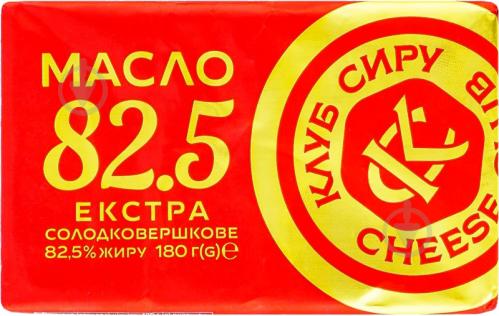 МАСЛО
82.5
ЕКСТРА
СОЛОДКОВЕРШКОВЕ
82,5% ЖИРУ 180 г(G)℮
КЛУБ СИРУ
CHEESE